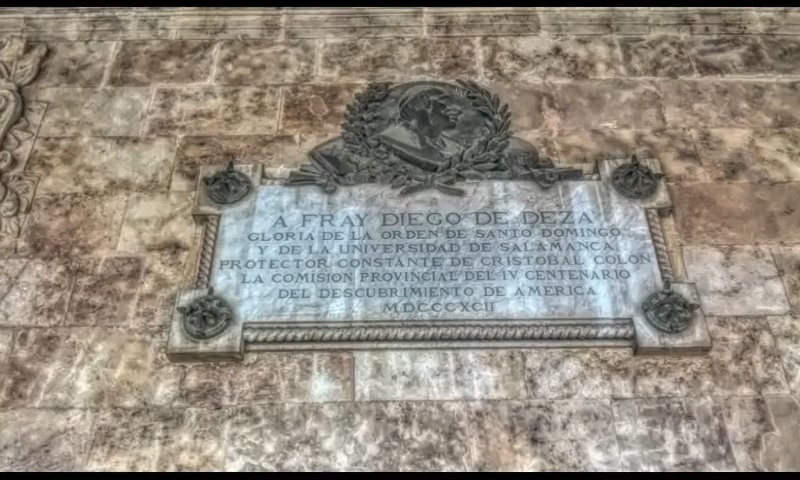 A FRAY DIEGO DE DEZA
GLORIA DE LA ORDEN DE SANTO DOMINGO
Y DE LA UNIVERSIDAD DE SALAMANCA
PROTECTOR CONSTANTE DE CRISTOBAL COLON
LA COMISION PROVINCIAL DEL IV CENTENARIO
DEL DESCUBRIMIENTO DE AMERICA
MDCCCXCII